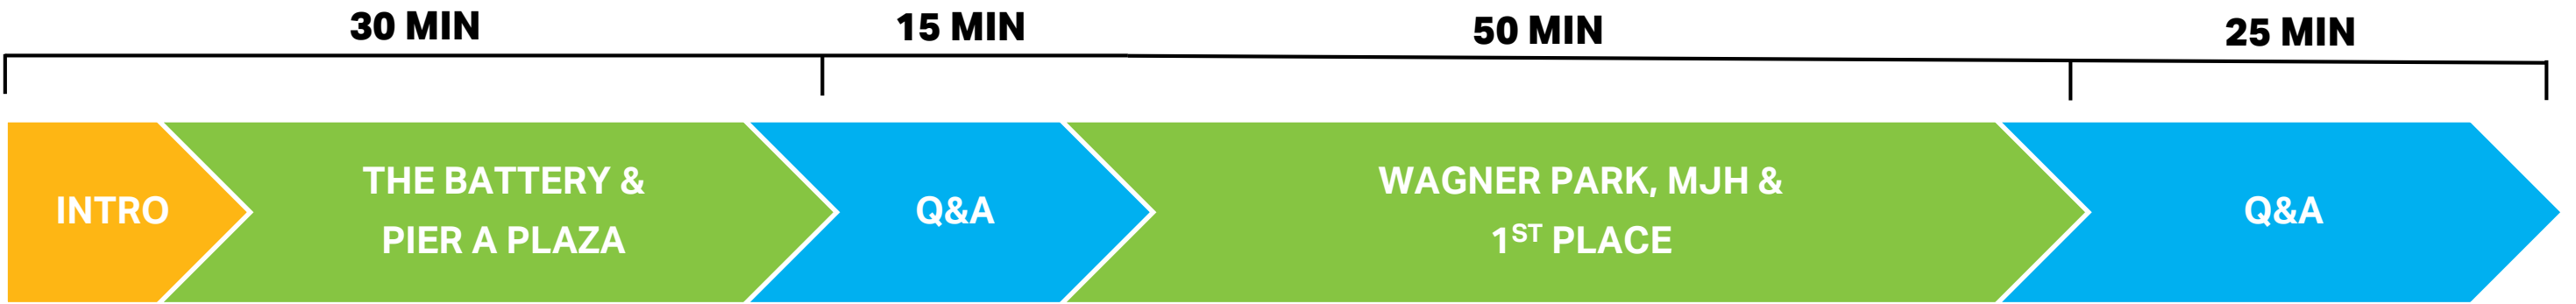 30 MIN
15 MIN
50 MIN
25 MIN
INTRO
THE BATTERY &
PIER A PLAZA
Q&A
WAGNER PARK, MJH &
1ST PLACE
Q&A